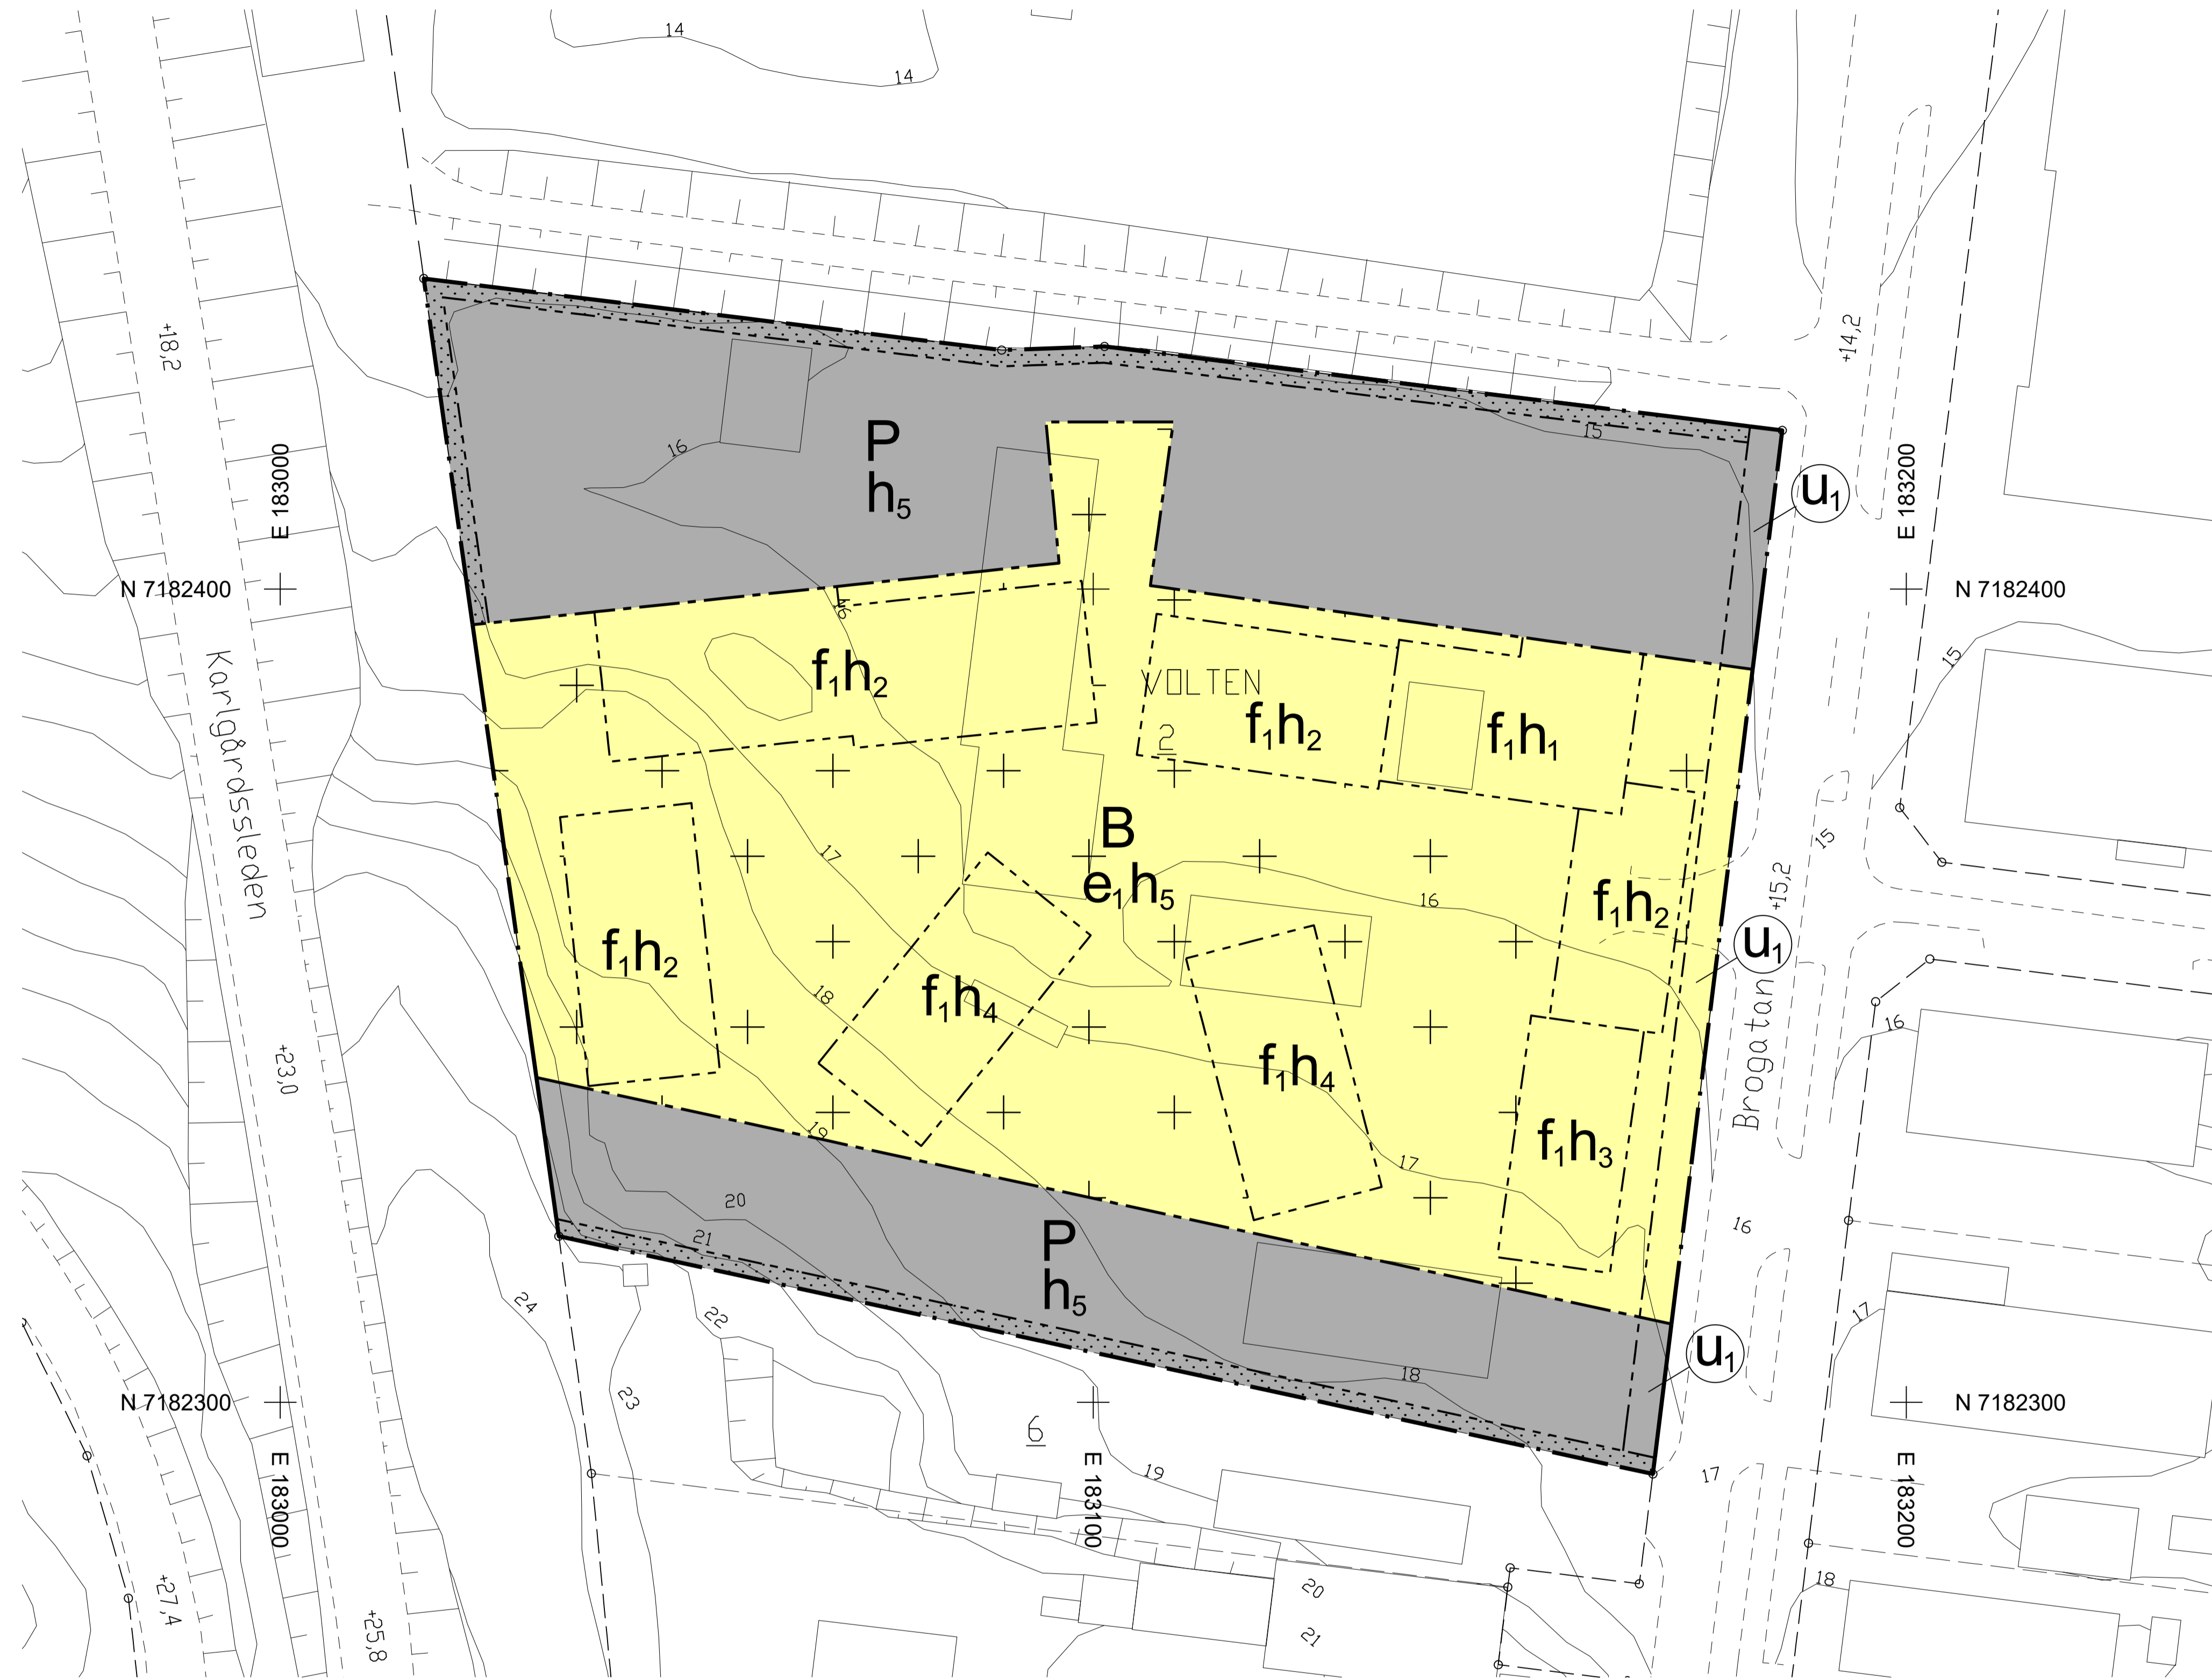 14
14
+18,2
+14,2
E 183000
E 183200
P
h5
16
15
u1
N 7182400
N 7182400
16
15
Karlgårdssleden
f1h2
VOLTEN
2
f1h2
f1h1
B
e1h5
17
16
15
+15,2
f1h2
u1
f1h2
18
f1h4
f1h4
16
Brogatan
+23,0
19
17
f1h3
20
21
P
h5
16
24
22
u1
17
23
18
N 7182300
N 7182300
6
19
17
E 183000
E 183100
E 183200
+27,4
+25,8
20
21
18